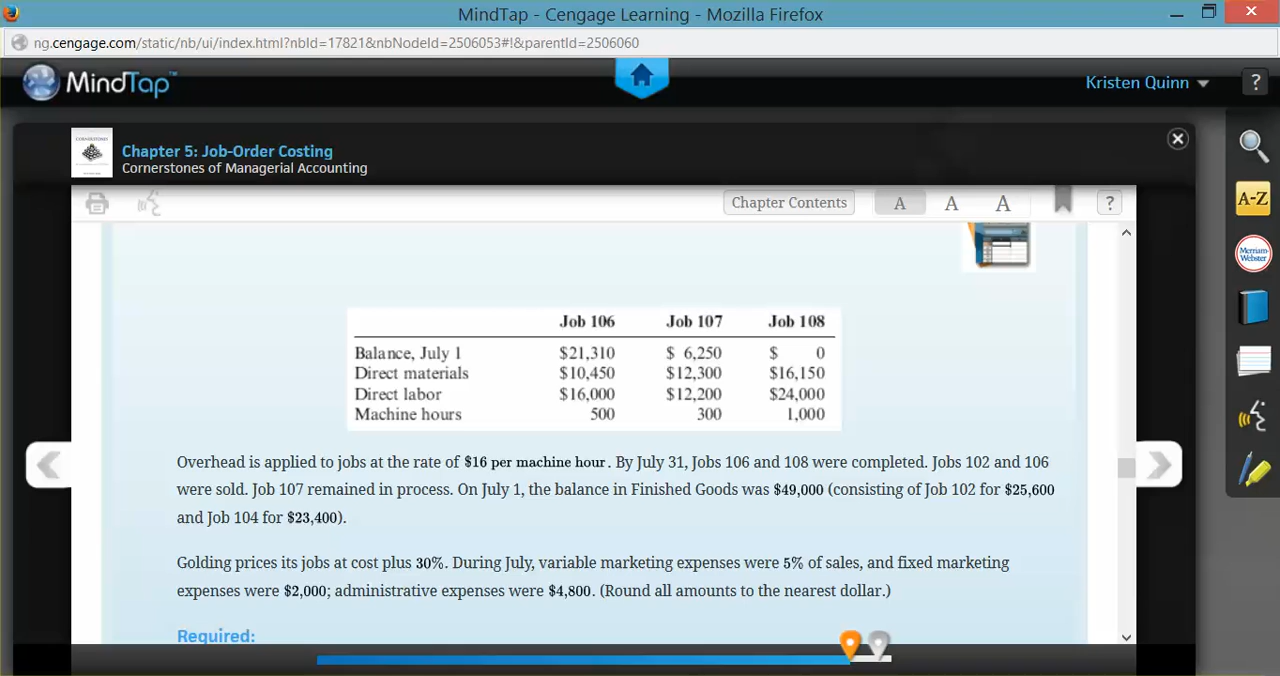 MindTap - Cengage Learning - Mozilla Firefox
ng.cengage.com/static/nb/ui/index.html?nbId=17821&nbNodeId=2506053#!&parentId=2506060
MindTap™
Kristen Quinn
?
Chapter 5: Job-Order Costing
Cornerstones of Managerial Accounting
Chapter Contents A A A ?
A-Z
Merriam-
Webster
Job 106 Job 107 Job 108
Balance, July 1 $21,310 $ 6,250 $ 0
Direct materials $10,450 $12,300 $16,150
Direct labor $16,000 $12,200 $24,000
Machine hours 500 300 1,000
Overhead is applied to jobs at the rate of $16 per machine hour. By July 31, Jobs 106 and 108 were completed. Jobs 102 and 106
were sold. Job 107 remained in process. On July 1, the balance in Finished Goods was $49,000 (consisting of Job 102 for $25,600
and Job 104 for $23,400).
Golding prices its jobs at cost plus 30%. During July, variable marketing expenses were 5% of sales, and fixed marketing
expenses were $2,000; administrative expenses were $4,800. (Round all amounts to the nearest dollar.)
Required: